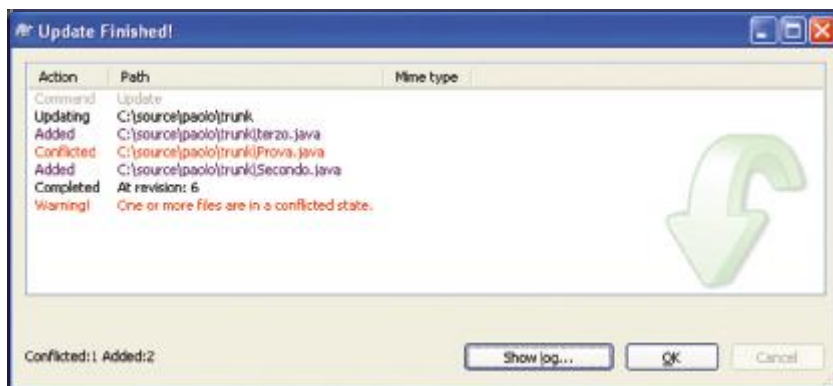 Update Finished!
Action Path Mime type
Command Update
Updating C:\source\paolo\trunk
Added C:\source\paolo\trunk\terzo.java
Conflicted C:\source\paolo\trunk\Prova.java
Added C:\source\paolo\trunk\Secondo.java
Completed At revision: 6
Warning! One or more files are in a conflicted state.
Conflicted:1 Added:2
Show log... OK Cancel